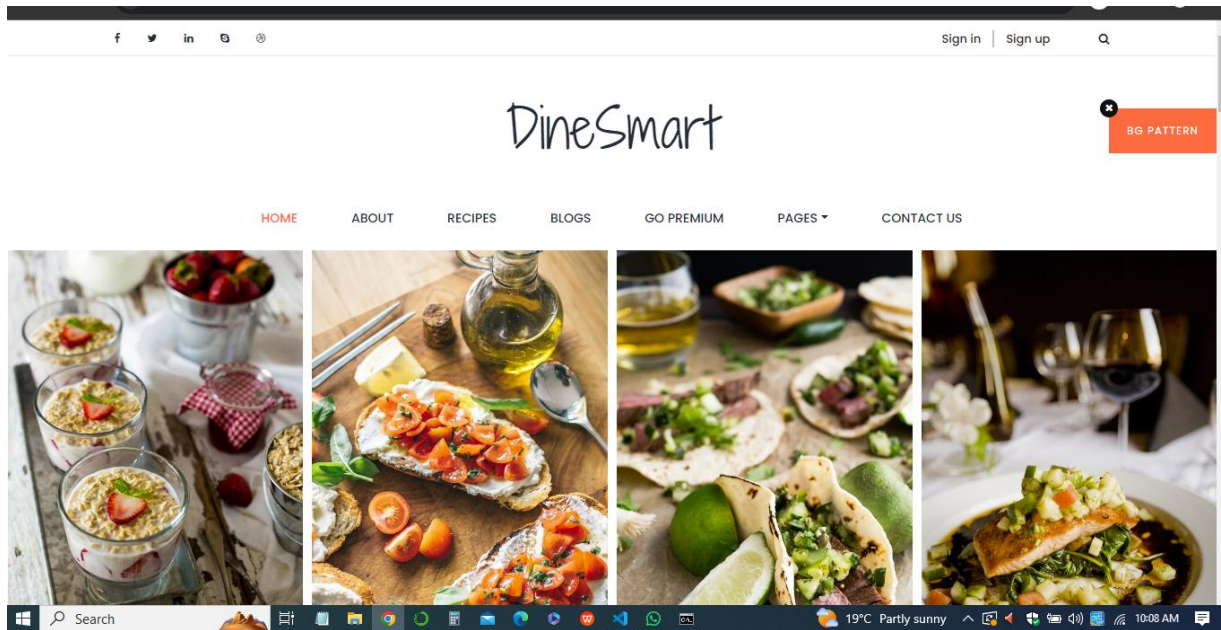 Sign in | Sign up
DineSmart
BG PATTERN
HOME ABOUT RECIPES BLOGS GO PREMIUM PAGES CONTACT US
Search 19°C Partly sunny 10:08 AM